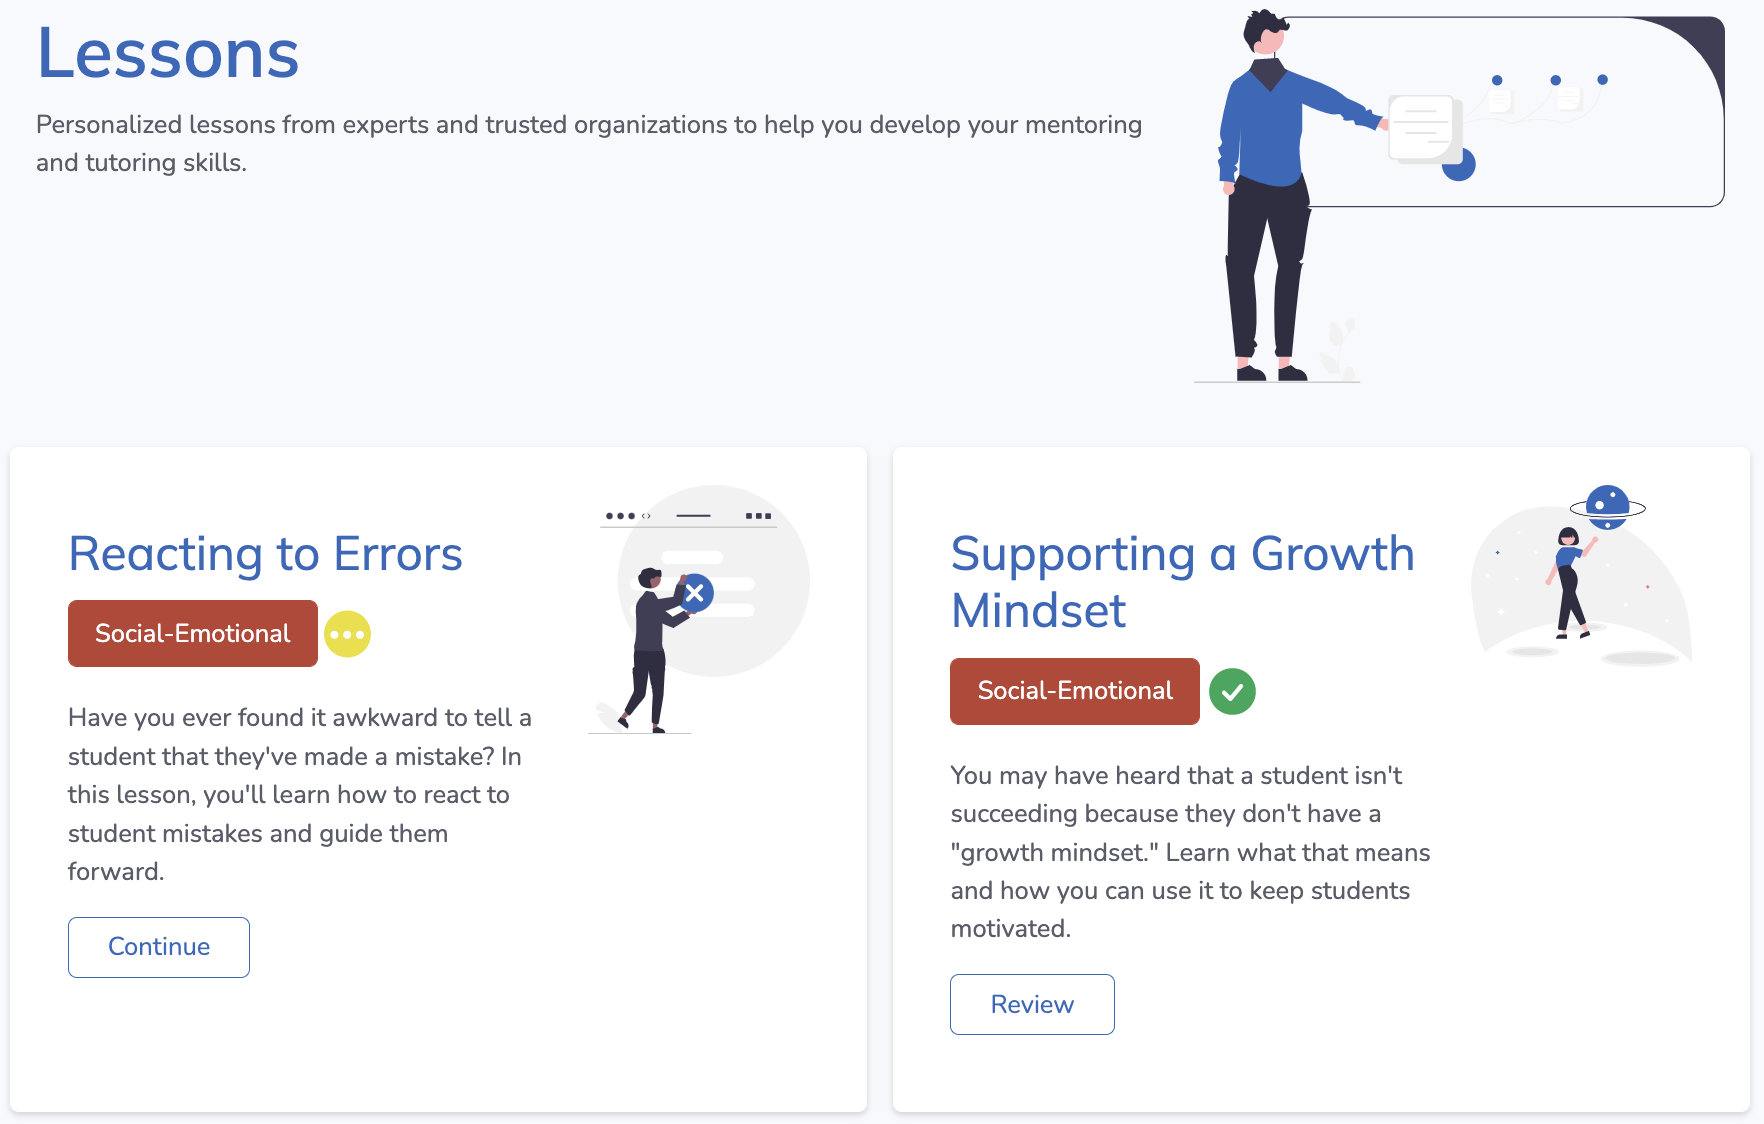 Lessons
Personalized lessons from experts and trusted organizations to help you develop your mentoring
and tutoring skills.
Reacting to Errors
Social-Emotional
Have you ever found it awkward to tell a
student that they've made a mistake? In
this lesson, you'll learn how to react to
student mistakes and guide them
forward.
Continue
Supporting a Growth
Mindset
Social-Emotional
You may have heard that a student isn't
succeeding because they don't have a
"growth mindset." Learn what that means
and how you can use it to keep students
motivated.
Review